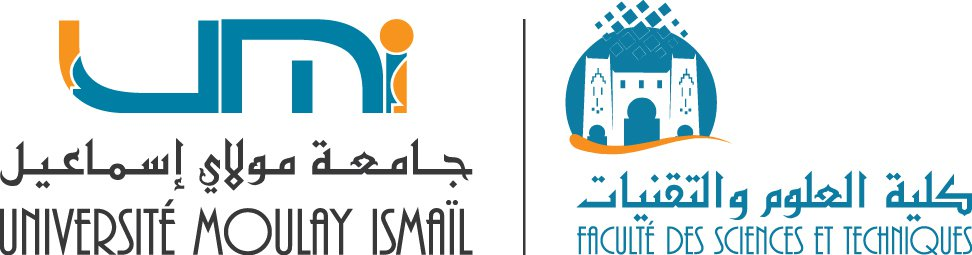 umi
جامعة مولاي إسماعيل
UNIVERSITÉ MOULAY ISMAÏL
كلية العلوم والتقنيات
FACULTÉ DES SCIENCES ET TECHNIQUES